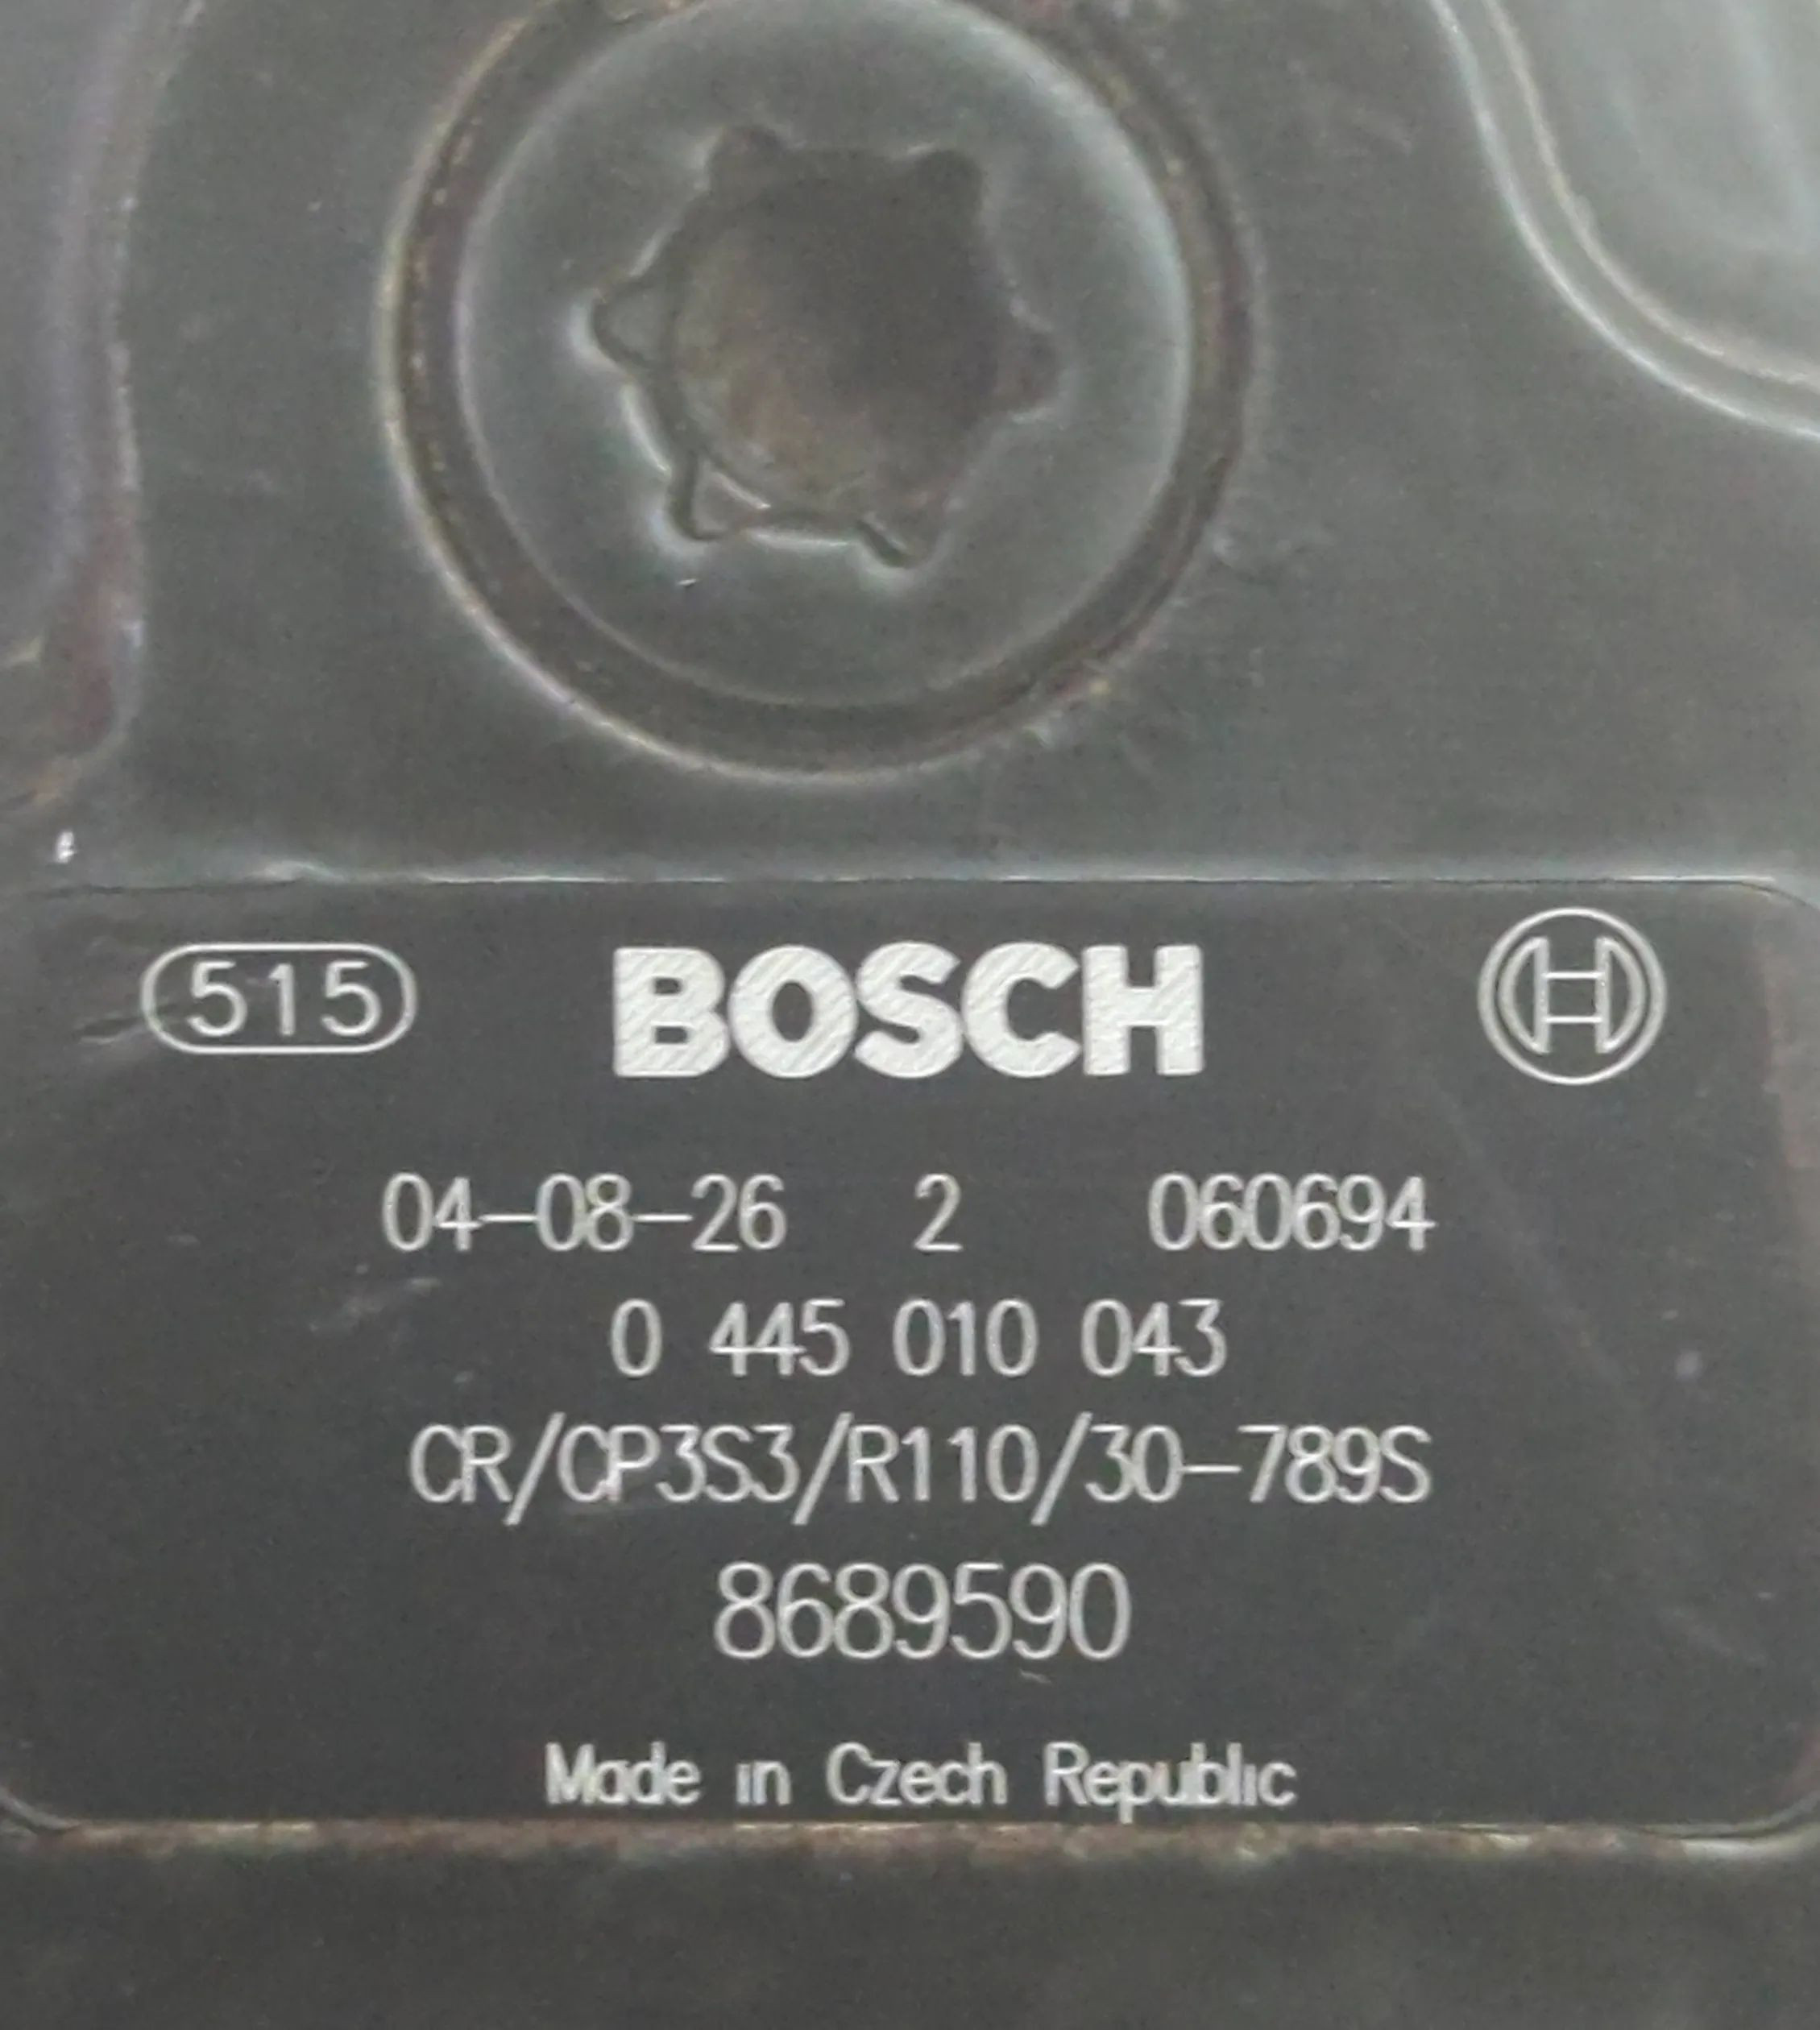 515 BOSCH
04-08-26 2 060694
0 445 010 043
CR/CP3S3/R110/30-789S
8689590
Made in Czech Republic